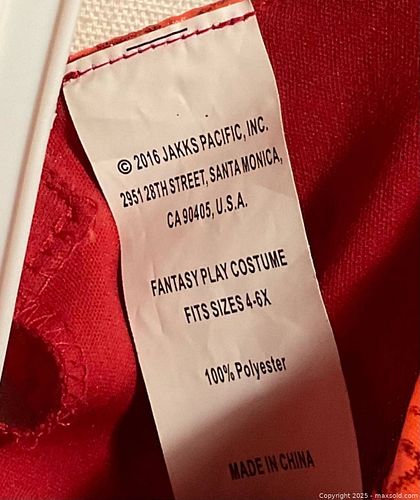 © 2016 JAKKS PACIFIC, INC.
2951 28TH STREET, SANTA MONICA,
CA 90405, U.S.A.
FANTASY PLAY COSTUME
FITS SIZES 4-6X
100% Polyester
MADE IN CHINA
Copyright 2025 - maxsold.com